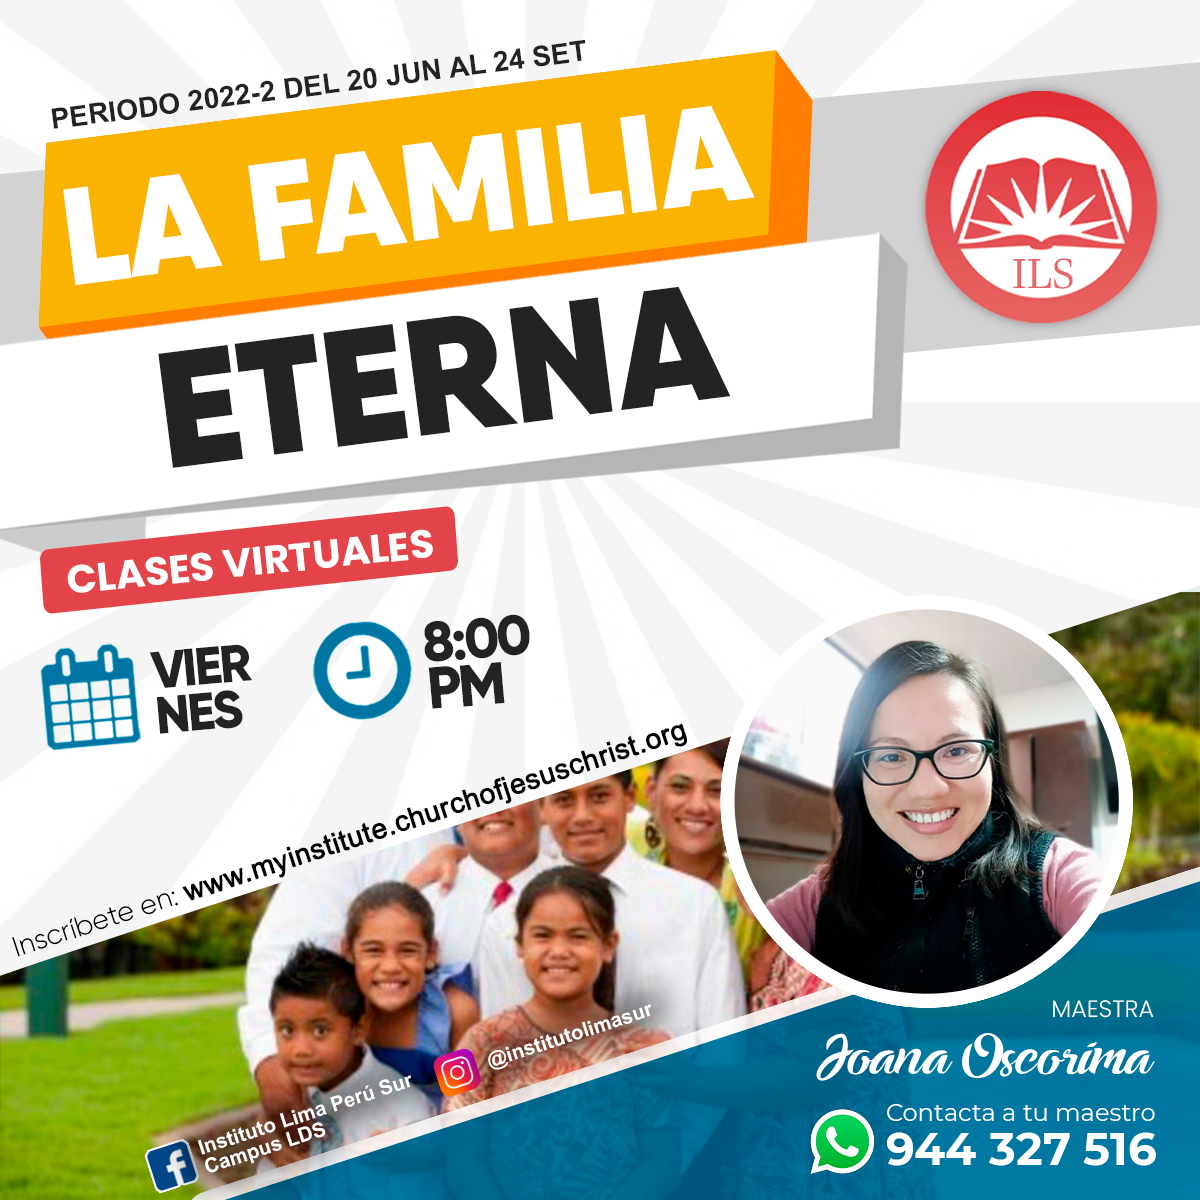 PERIODO 2022-2 DEL 20 JUN AL 24 SET
LA FAMILIA
ETERNA
ILS
CLASES VIRTUALES
VIER
NES
8:00
PM
Inscríbete en: www.myinstitute.churchofjesuschrist.org
MAESTRA
Joana Oscoríma
Contacta a tu maestro
944 327 516
@institutolimasur
Instituto Lima Perú Sur
Campus LDS